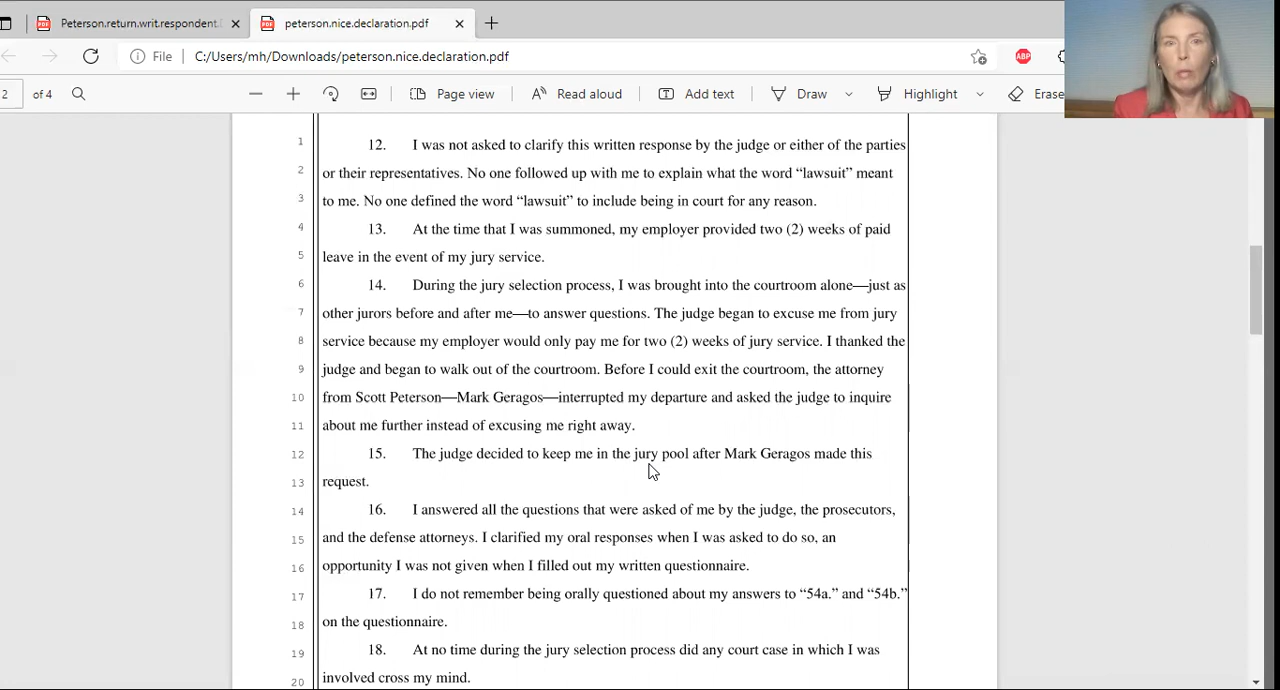 Peterson.return.writ.respondent.
peterson.nice.declaration.pdf
File C:/Users/mh/Downloads/peterson.nice.declaration.pdf
ABP
2 of 4 Page view Read aloud Add text Draw Highlight Erase
1 12. I was not asked to clarify this written response by the judge or either of the parties
2 or their representatives. No one followed up with me to explain what the word “lawsuit” meant
3 to me. No one defined the word “lawsuit” to include being in court for any reason.
4 13. At the time that I was summoned, my employer provided two (2) weeks of paid
5 leave in the event of my jury service.
6 14. During the jury selection process, I was brought into the courtroom alone—just as
7 other jurors before and after me—to answer questions. The judge began to excuse me from jury
8 service because my employer would only pay me for two (2) weeks of jury service. I thanked the
9 judge and began to walk out of the courtroom. Before I could exit the courtroom, the attorney
10 from Scott Peterson—Mark Geragos—interrupted my departure and asked the judge to inquire
11 about me further instead of excusing me right away.
12 15. The judge decided to keep me in the jury pool after Mark Geragos made this
13 request.
14 16. I answered all the questions that were asked of me by the judge, the prosecutors,
15 and the defense attorneys. I clarified my oral responses when I was asked to do so, an
16 opportunity I was not given when I filled out my written questionnaire.
17 17. I do not remember being orally questioned about my answers to “54a.” and “54b.”
18 on the questionnaire.
19 18. At no time during the jury selection process did any court case in which I was
20 involved cross my mind.